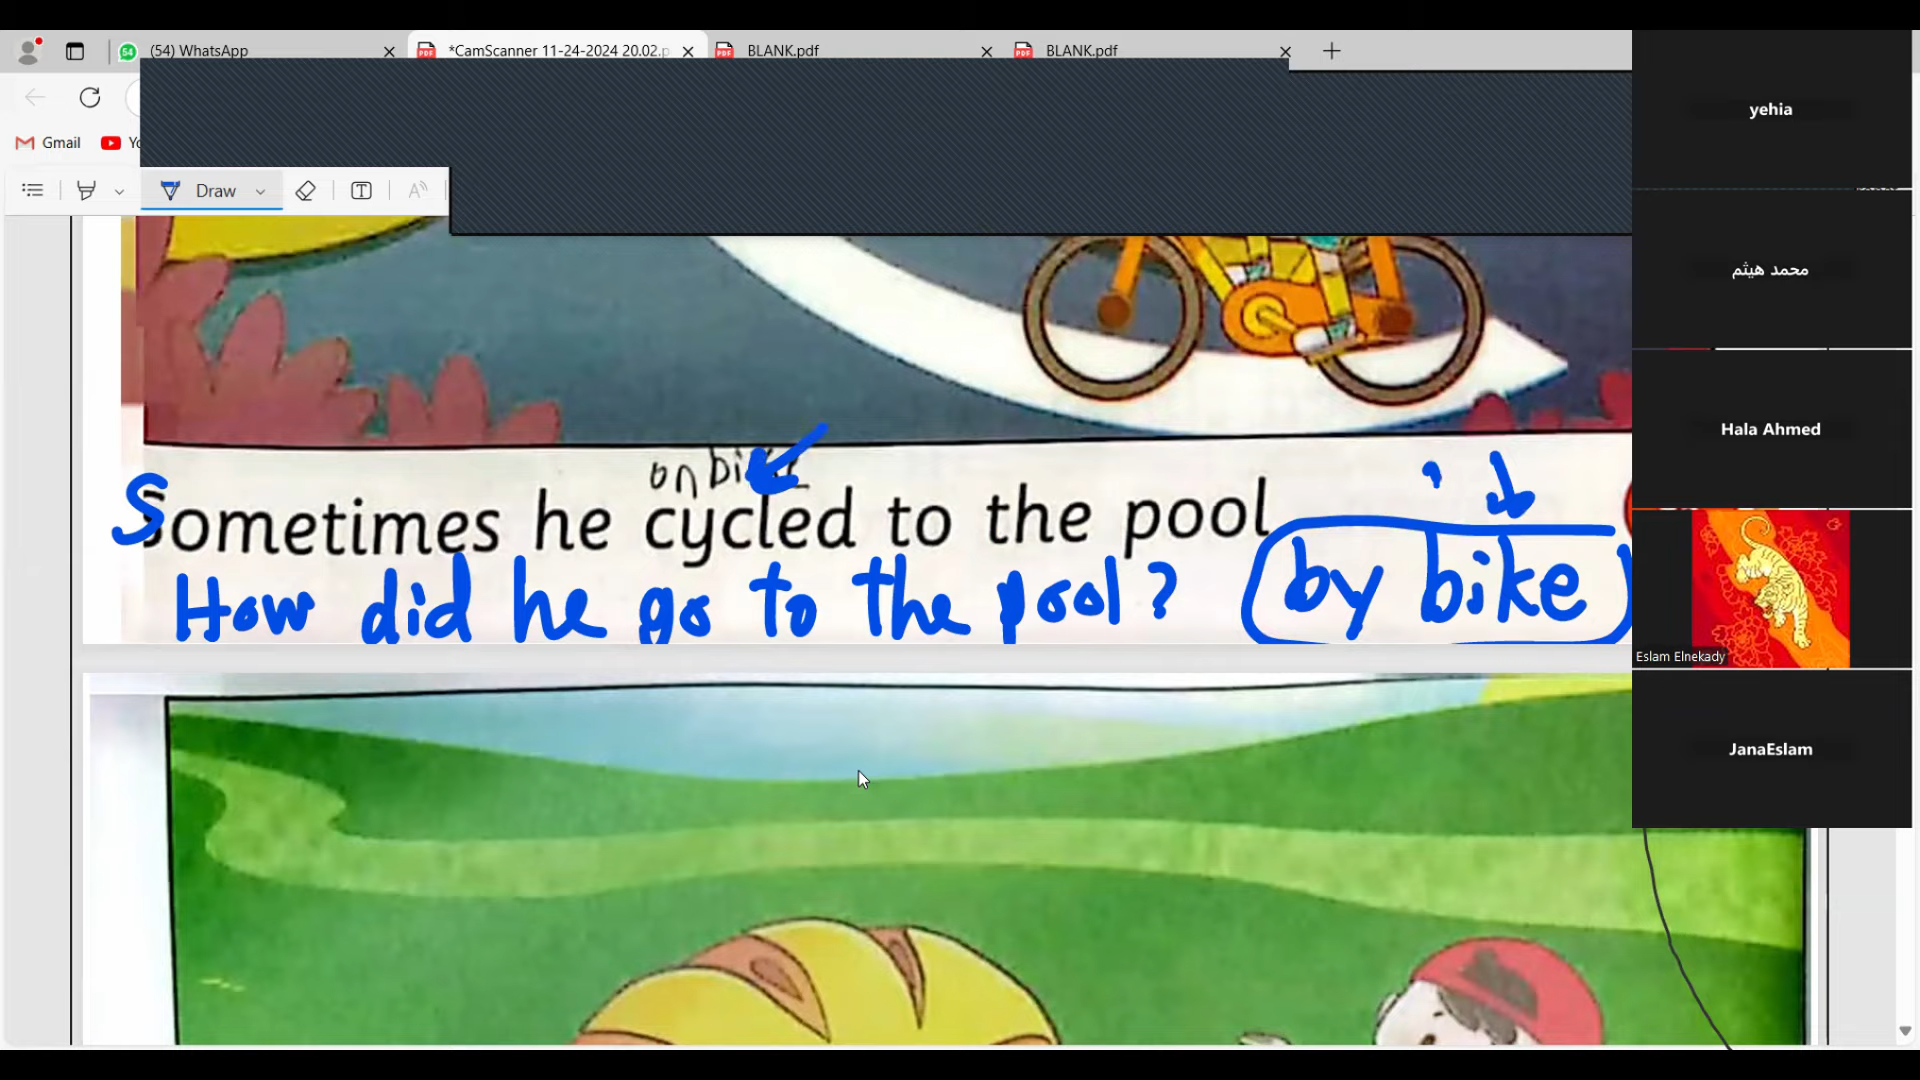 (54) WhatsApp
*CamScanner 11-24-2024 20.02.p
BLANK.pdf
BLANK.pdf
Gmail
Draw
T
yehia
محمد هيثم
Hala Ahmed
Eslam Elnekady
JanaEslam
on bike
Sometimes he cycled to the pool
How did he go to the pool? by bike